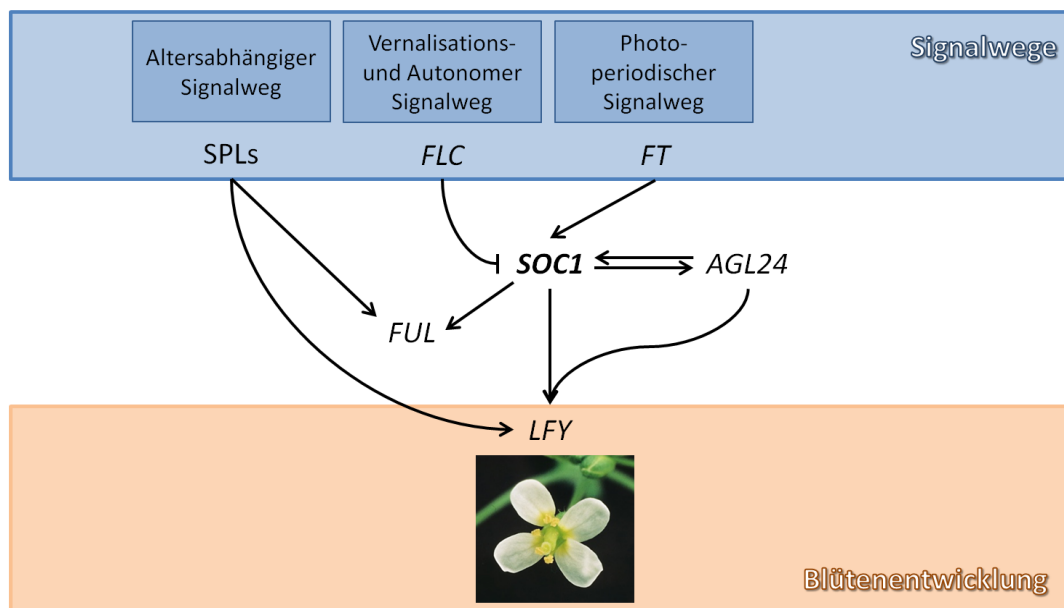 Signalwege
Altersabhängiger
Signalweg
Vernalisations-
und Autonomer
Signalweg
Photo-
periodischer
Signalweg
SPLs
FLC
FT
SOC1
AGL24
FUL
LFY
Blütenentwicklung